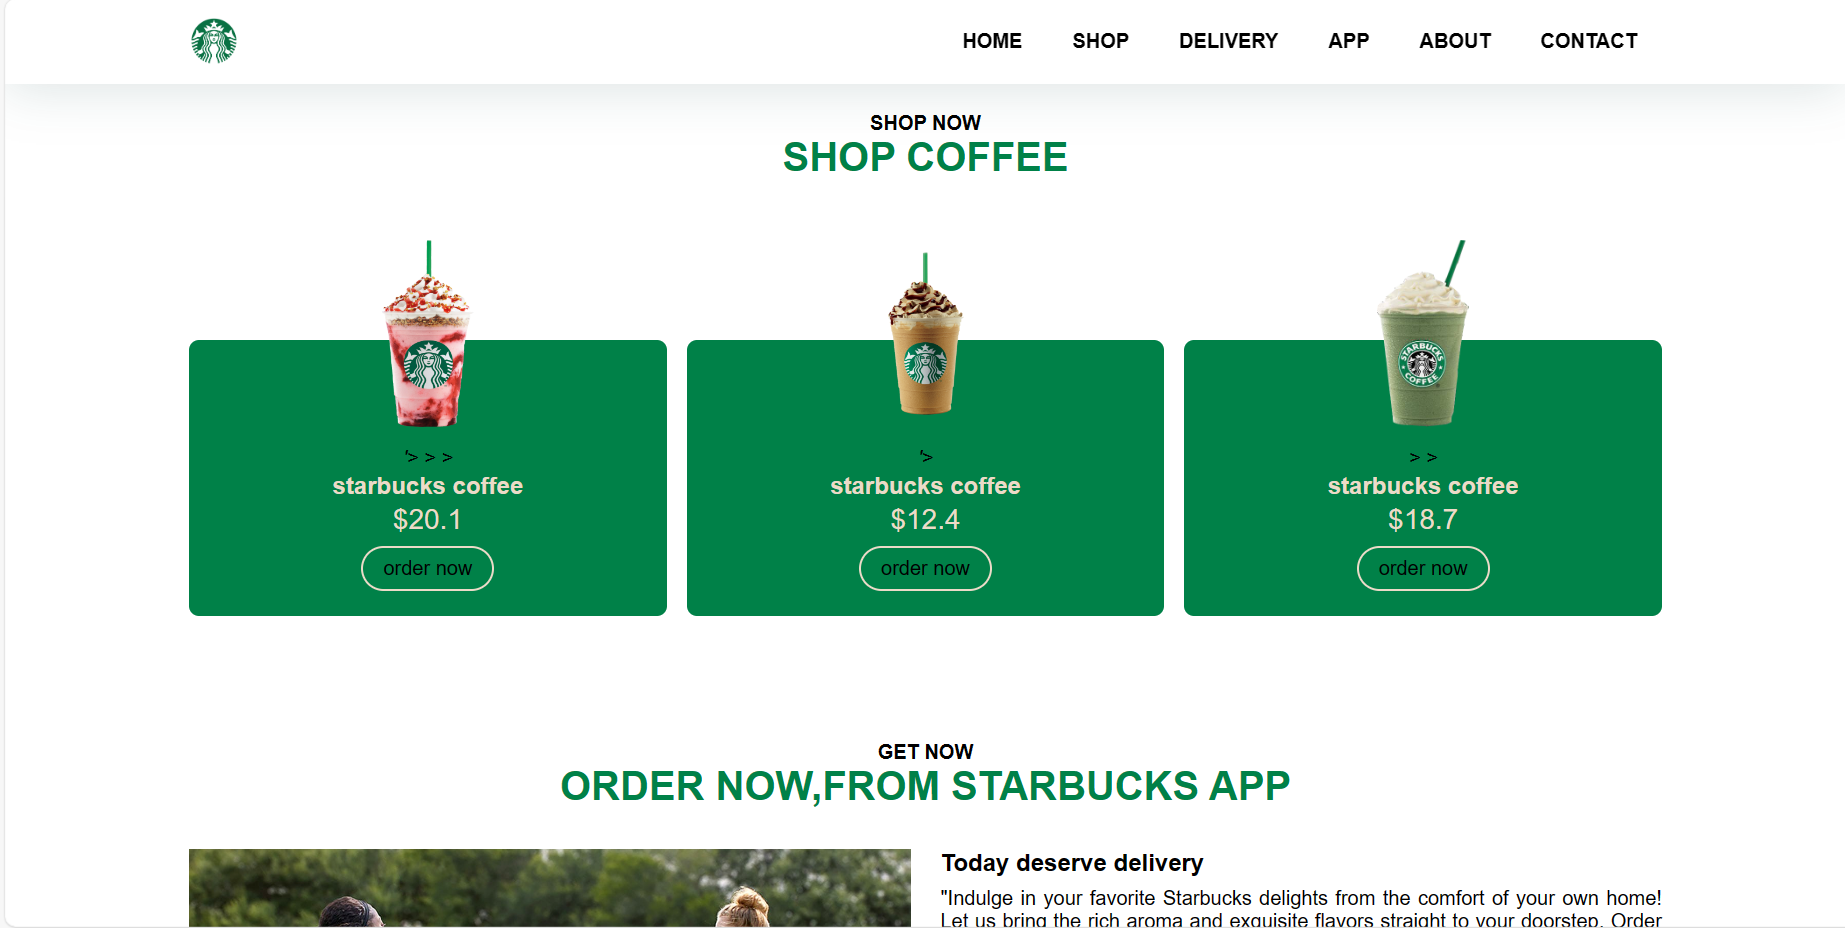 HOME SHOP DELIVERY APP ABOUT CONTACT
SHOP NOW
SHOP COFFEE
STARBUCKS
COFFEE
'> > >
starbucks coffee
$20.1
order now
'>
starbucks coffee
$12.4
order now
> >
starbucks coffee
$18.7
order now
GET NOW
ORDER NOW,FROM STARBUCKS APP
Today deserve delivery
"Indulge in your favorite Starbucks delights from the comfort of your own home!
Let us bring the rich aroma and exquisite flavors straight to your doorstep. Order